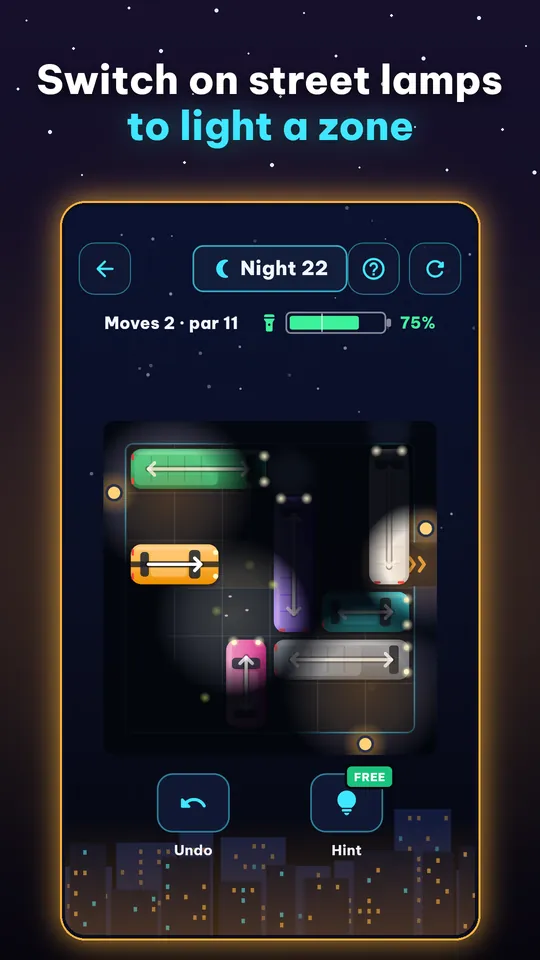 Switch on street lamps
to light a zone
Night 22
Moves 2 · par 11
75%
FREE
Undo
Hint